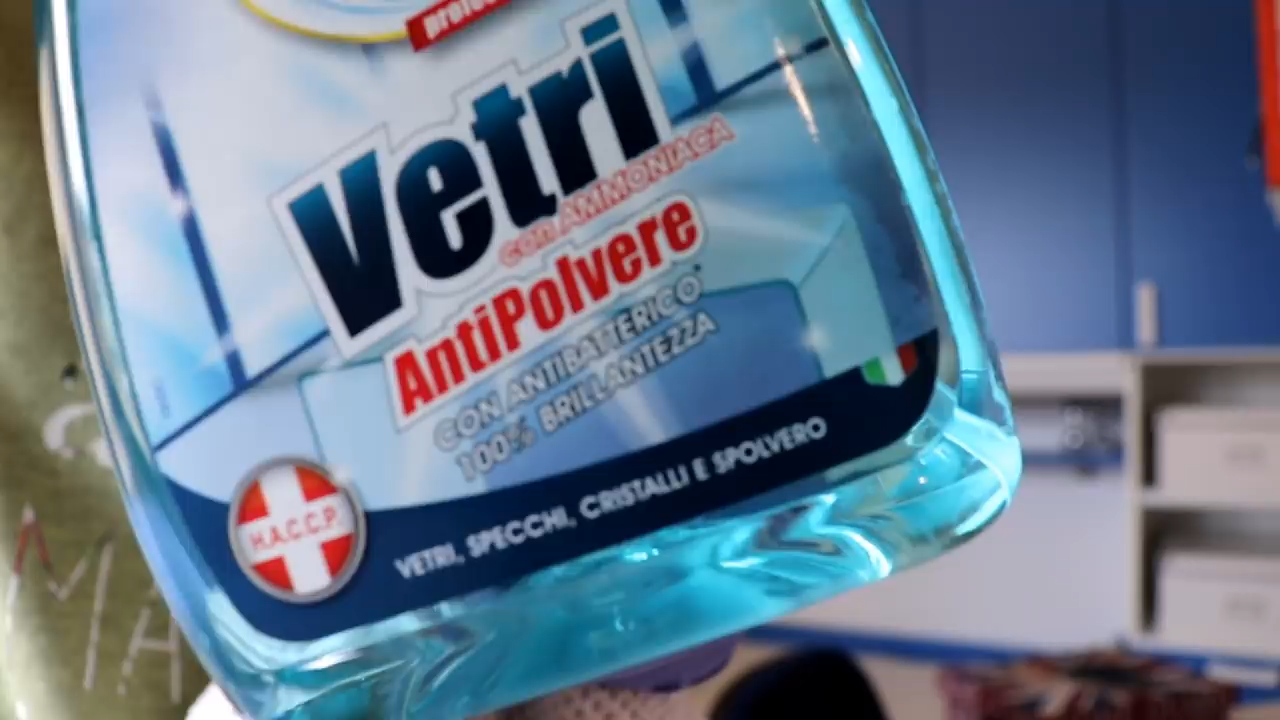 Vetri
con AMMONIACA
AntiPolvere
CON ANTIBATTERICO*
100% BRILLANTEZZA
VETRI, SPECCHI, CRISTALLI E SPOLVERO
H.A.C.C.P.